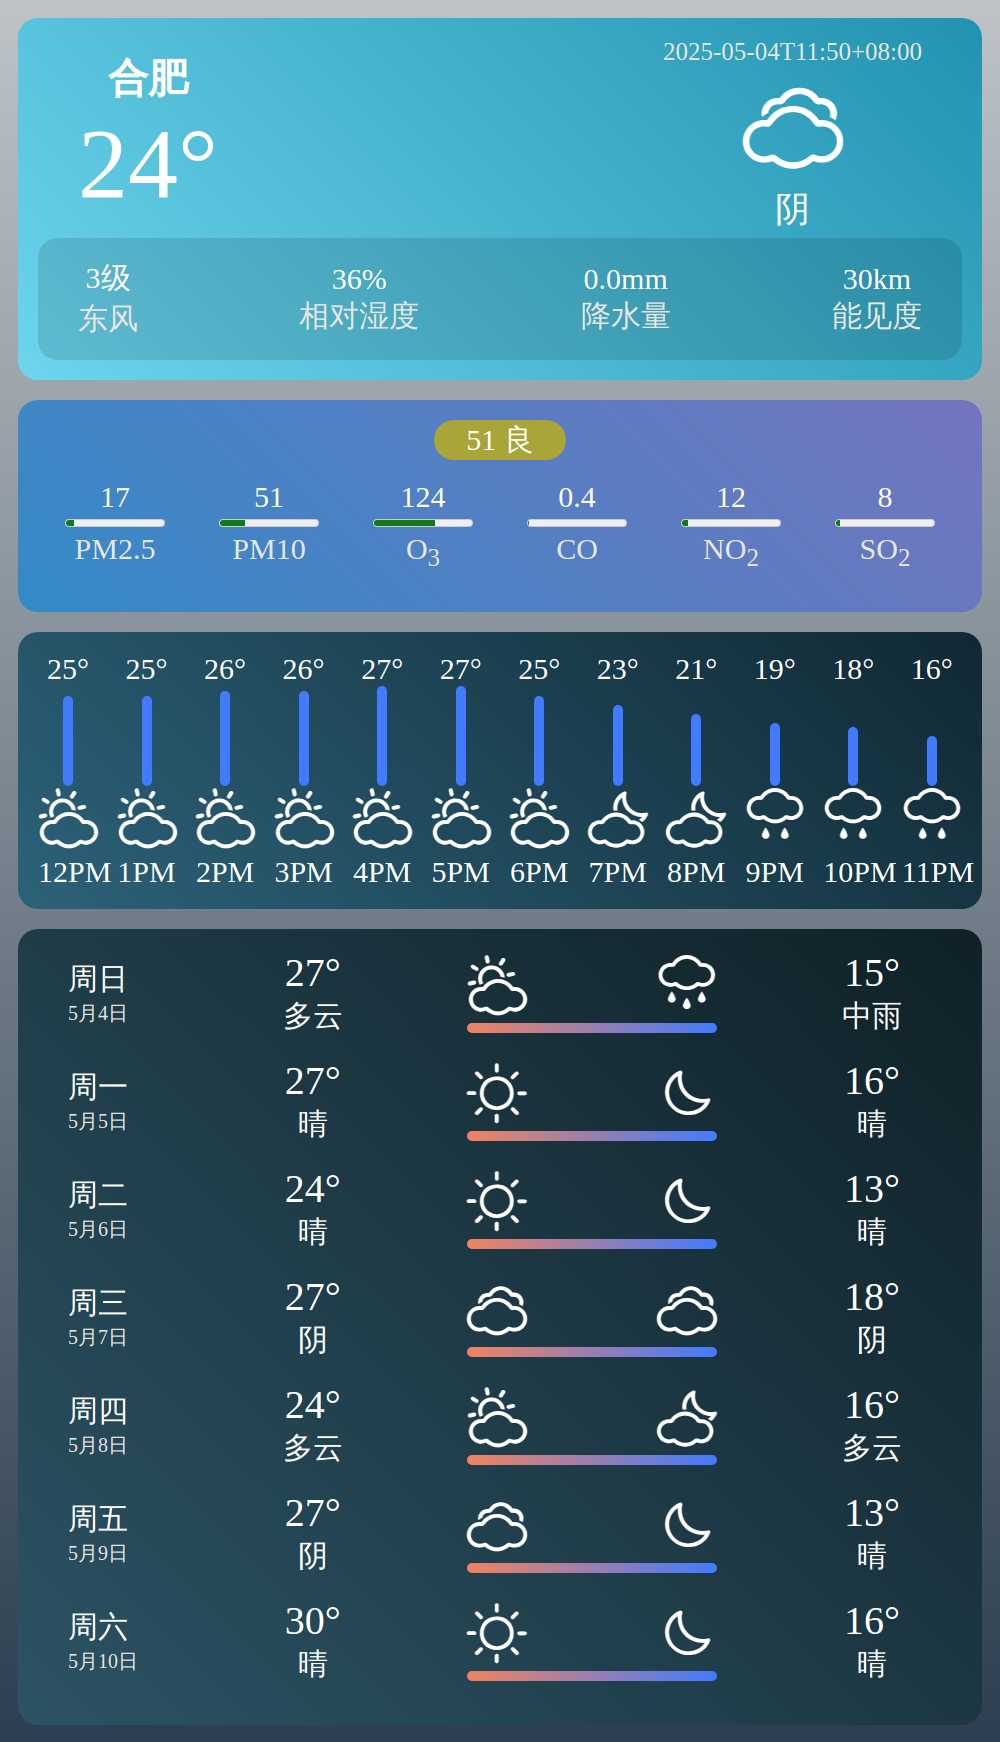 合肥
2025-05-04T11:50+08:00
24°
阴
3级 36% 0.0mm 30km
东风 相对湿度 降水量 能见度
51 良
17 51 124 0.4 12 8
PM2.5 PM10 O3 CO NO2 SO2
25° 25° 26° 26° 27° 27° 25° 23° 21° 19° 18° 16°
12PM 1PM 2PM 3PM 4PM 5PM 6PM 7PM 8PM 9PM 10PM 11PM
周日 27° 15°
5月4日 多云 中雨
周一 27° 16°
5月5日 晴 晴
周二 24° 13°
5月6日 晴 晴
周三 27° 18°
5月7日 阴 阴
周四 24° 16°
5月8日 多云 多云
周五 27° 13°
5月9日 阴 晴
周六 30° 16°
5月10日 晴 晴